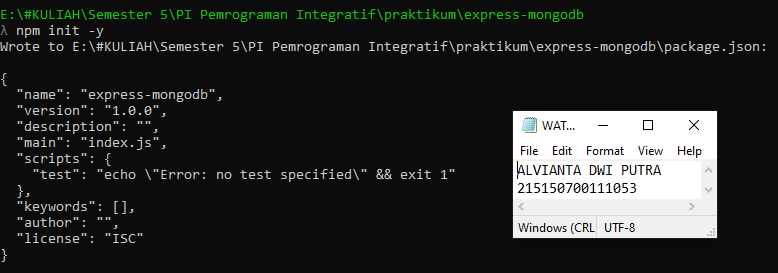 E:\#KULIAH\Semester 5\PI Pemrograman Integratif\praktikum\express-mongodb
λ npm init -y
Wrote to E:\#KULIAH\Semester 5\PI Pemrograman Integratif\praktikum\express-mongodb\package.json:
{
  "name": "express-mongodb",
  "version": "1.0.0",
  "description": "",
  "main": "index.js",
  "scripts": {
    "test": "echo \"Error: no test specified\" && exit 1"
  },
  "keywords": [],
  "author": "",
  "license": "ISC"
}
WAT...
File Edit Format View Help
ALVIANTA DWI PUTRA
215150700111053
Windows (CRL UTF-8